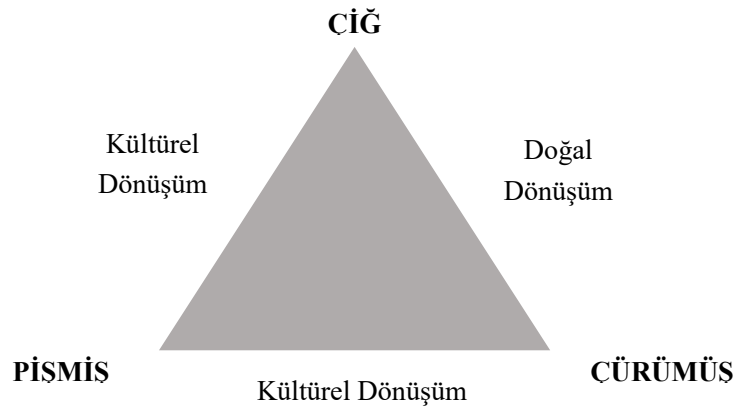 ÇİĞ
Kültürel
Dönüşüm
Doğal
Dönüşüm
PİŞMİŞ
ÇÜRÜMÜŞ
Kültürel Dönüşüm